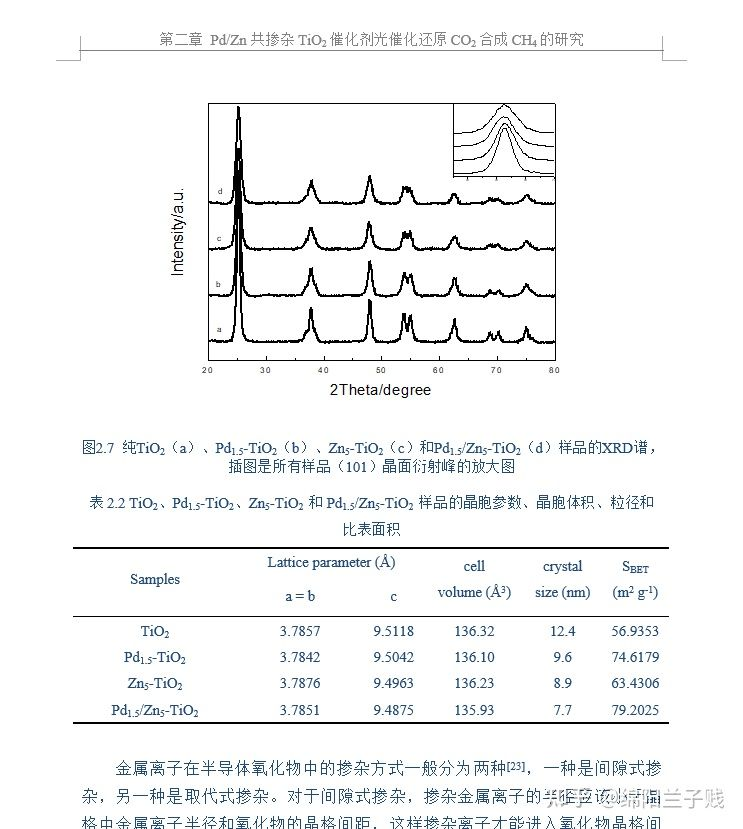 第二章 Pd/Zn 共掺杂 TiO2 催化剂光催化还原 CO2 合成 CH4 的研究
Intensity/a.u.
d
c
b
a
20 30 40 50 60 70 80
2Theta/degree
图2.7 纯TiO2（a）、Pd1.5-TiO2（b）、Zn5-TiO2（c）和Pd1.5/Zn5-TiO2（d）样品的XRD谱，
插图是所有样品（101）晶面衍射峰的放大图
表 2.2 TiO2、Pd1.5-TiO2、Zn5-TiO2 和 Pd1.5/Zn5-TiO2 样品的晶胞参数、晶胞体积、粒径和
比表面积
Samples Lattice parameter (Å) cell volume (Å3) crystal size (nm) SBET (m2 g-1)
a = b c
TiO2 3.7857 9.5118 136.32 12.4 56.9353
Pd1.5-TiO2 3.7842 9.5042 136.10 9.6 74.6179
Zn5-TiO2 3.7876 9.4963 136.23 8.9 63.4306
Pd1.5/Zn5-TiO2 3.7851 9.4875 135.93 7.7 79.2025
金属离子在半导体氧化物中的掺杂方式一般分为两种[23]，一种是间隙式掺
杂，另一种是取代式掺杂。对于间隙式掺杂，掺杂金属离子的半径应该
格中金属离子半径和氧化物的晶格间距，这样掺杂离子才能进入氧化物晶格间
知乎 @绵阳兰子贱